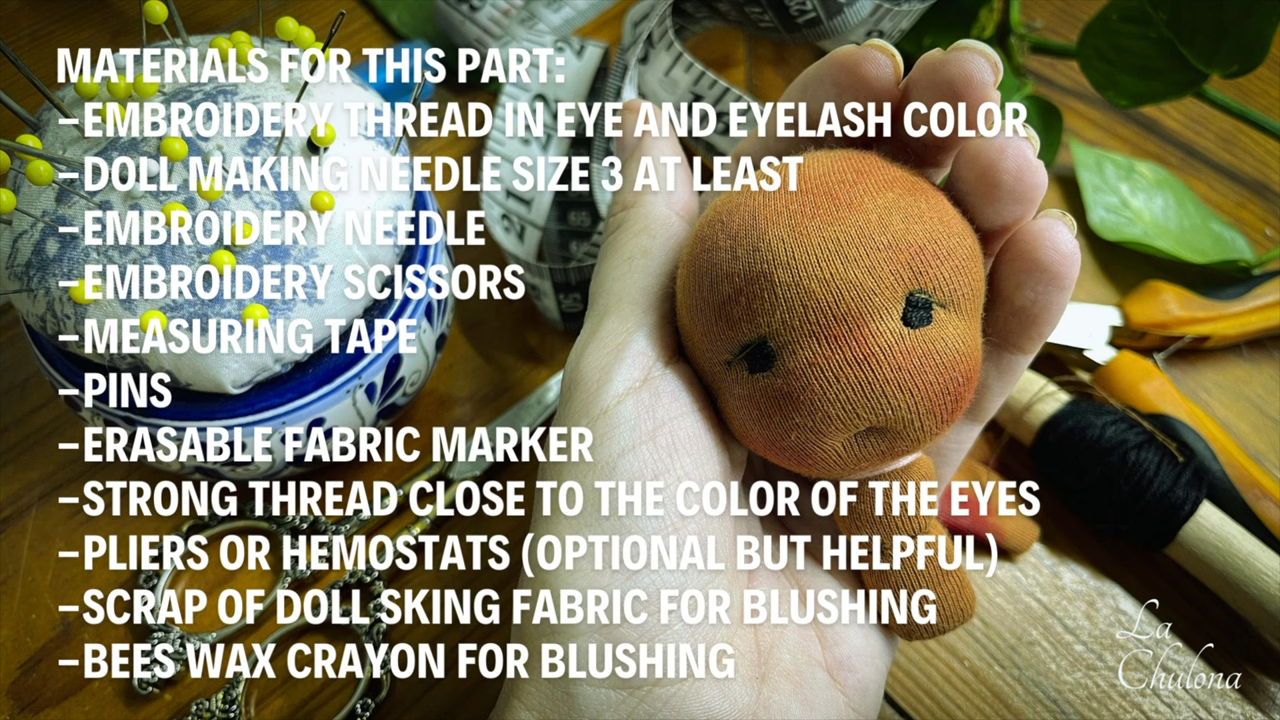 MATERIALS FOR THIS PART:
-EMBROIDERY THREAD IN EYE AND EYELASH COLOR
-DOLL MAKING NEEDLE SIZE 3 AT LEAST
-EMBROIDERY NEEDLE
-EMBROIDERY SCISSORS
-MEASURING TAPE
-PINS
-ERASABLE FABRIC MARKER
-STRONG THREAD CLOSE TO THE COLOR OF THE EYES
-PLIERS OR HEMOSTATS (OPTIONAL BUT HELPFUL)
-SCRAP OF DOLL SKING FABRIC FOR BLUSHING
-BEES WAX CRAYON FOR BLUSHING
La
Chulona